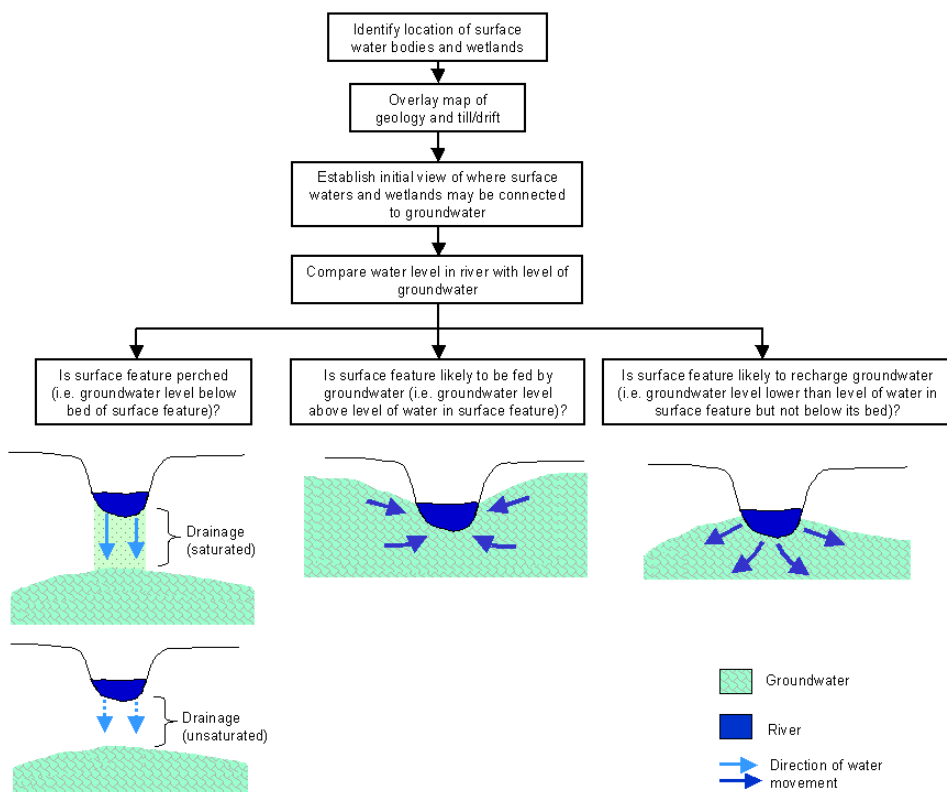 Identify location of surface
water bodies and wetlands
Overlay map of
geology and till/drift
Establish initial view of where surface
waters and wetlands may be connected
to groundwater
Compare water level in river with level of
groundwater
Is surface feature perched
(i.e. groundwater level below
bed of surface feature)?
Is surface feature likely to be fed by
groundwater (i.e. groundwater level
above level of water in surface feature)?
Is surface feature likely to recharge groundwater
(i.e. groundwater level lower than level of water in
surface feature but not below its bed)?
Drainage
(saturated)
Drainage
(unsaturated)
Groundwater
River
Direction of water
movement